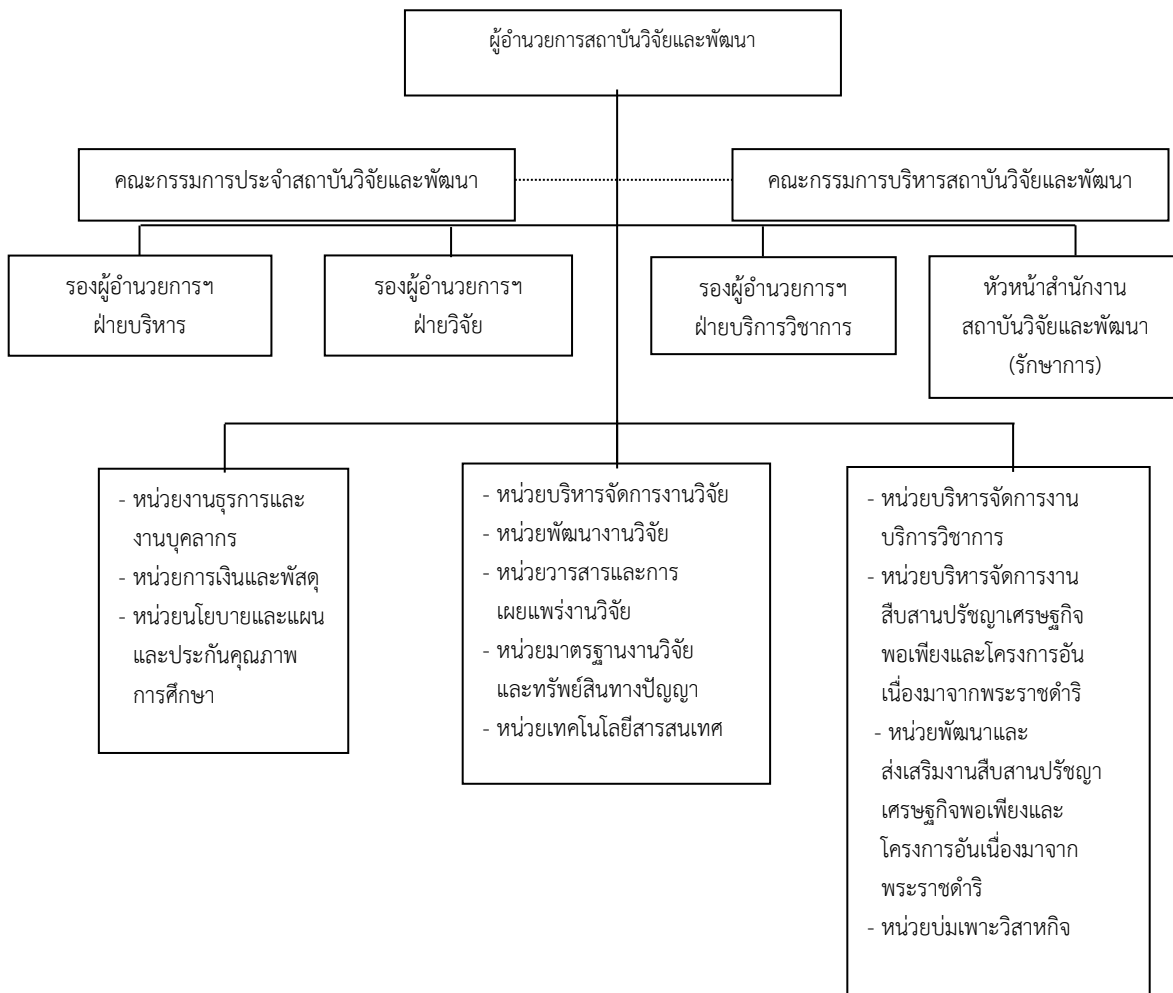 ผู้อำนวยการสถาบันวิจัยและพัฒนา
คณะกรรมการประจำสถาบันวิจัยและพัฒนา
คณะกรรมการบริหารสถาบันวิจัยและพัฒนา
รองผู้อำนวยการฯ
ฝ่ายบริหาร
รองผู้อำนวยการฯ
ฝ่ายวิจัย
รองผู้อำนวยการฯ
ฝ่ายบริการวิชาการ
หัวหน้าสำนักงาน
สถาบันวิจัยและพัฒนา
(รักษาการ)
- หน่วยงานธุรการและ
งานบุคลากร
- หน่วยการเงินและพัสดุ
- หน่วยนโยบายและแผน
และประกันคุณภาพ
การศึกษา
- หน่วยบริหารจัดการงานวิจัย
- หน่วยพัฒนางานวิจัย
- หน่วยวารสารและการ
เผยแพร่งานวิจัย
- หน่วยมาตรฐานงานวิจัย
และทรัพย์สินทางปัญญา
- หน่วยเทคโนโลยีสารสนเทศ
- หน่วยบริหารจัดการงาน
บริการวิชาการ
- หน่วยบริหารจัดการงาน
สืบสานปรัชญาเศรษฐกิจ
พอเพียงและโครงการอัน
เนื่องมาจากพระราชดำริ
- หน่วยพัฒนาและ
ส่งเสริมงานสืบสานปรัชญา
เศรษฐกิจพอเพียงและ
โครงการอันเนื่องมาจาก
พระราชดำริ
- หน่วยบ่มเพาะวิสาหกิจ